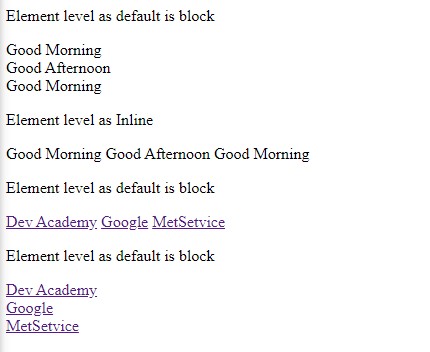 Element level as default is block
Good Morning
Good Afternoon
Good Morning
Element level as Inline
Good Morning Good Afternoon Good Morning
Element level as default is block
Dev Academy Google MetSetvice
Element level as default is block
Dev Academy
Google
MetSetvice